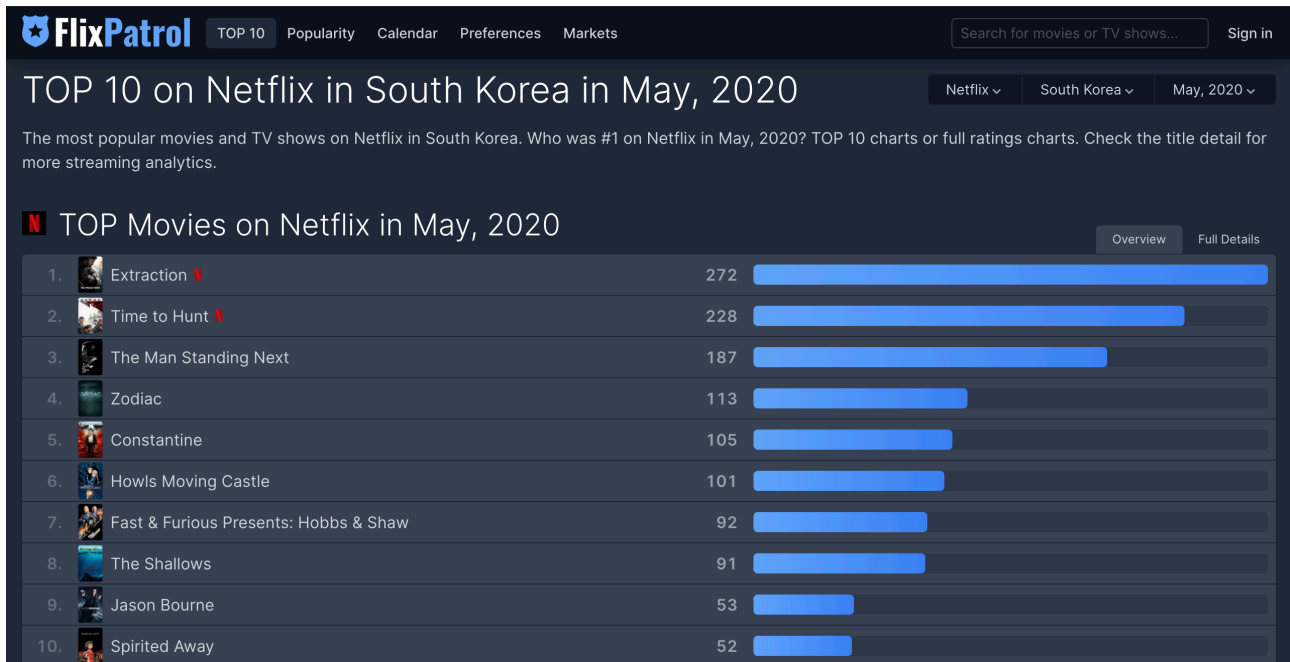 FlixPatrol TOP 10 Popularity Calendar Preferences Markets Search for movies or TV shows... Sign in
TOP 10 on Netflix in South Korea in May, 2020 Netflix South Korea May, 2020
The most popular movies and TV shows on Netflix in South Korea. Who was #1 on Netflix in May, 2020? TOP 10 charts or full ratings charts. Check the title detail for
more streaming analytics.
N TOP Movies on Netflix in May, 2020
Overview Full Details
1. Extraction N 272
2. Time to Hunt N 228
3. The Man Standing Next 187
4. Zodiac 113
5. Constantine 105
6. Howls Moving Castle 101
7. Fast & Furious Presents: Hobbs & Shaw 92
8. The Shallows 91
9. Jason Bourne 53
10. Spirited Away 52